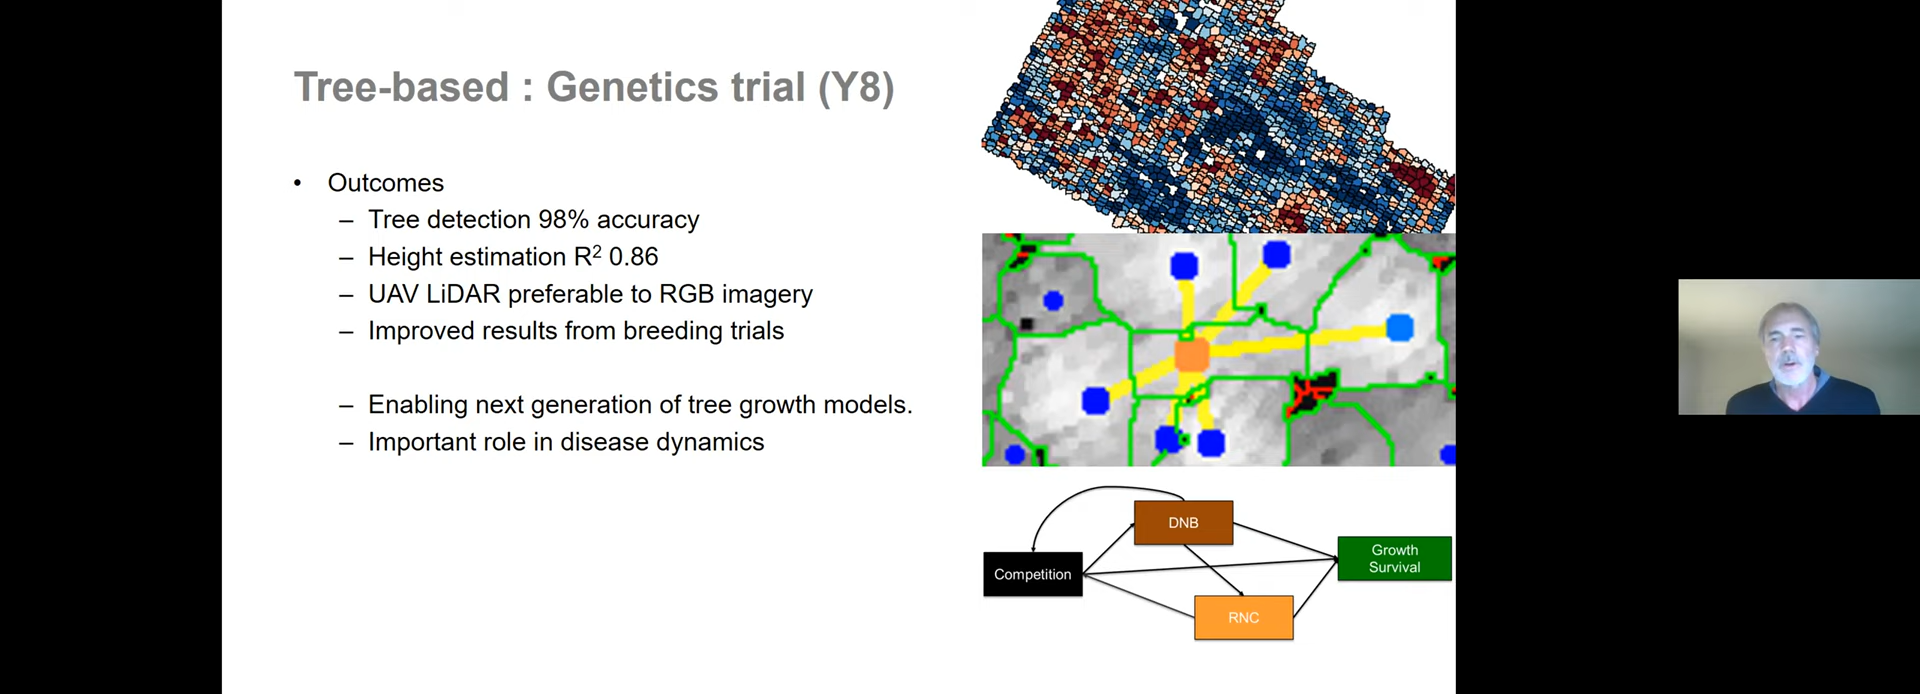 Tree-based : Genetics trial (Y8)
• Outcomes
– Tree detection 98% accuracy
– Height estimation R² 0.86
– UAV LiDAR preferable to RGB imagery
– Improved results from breeding trials
– Enabling next generation of tree growth models.
– Important role in disease dynamics
DNB
Growth
Survival
Competition
RNC